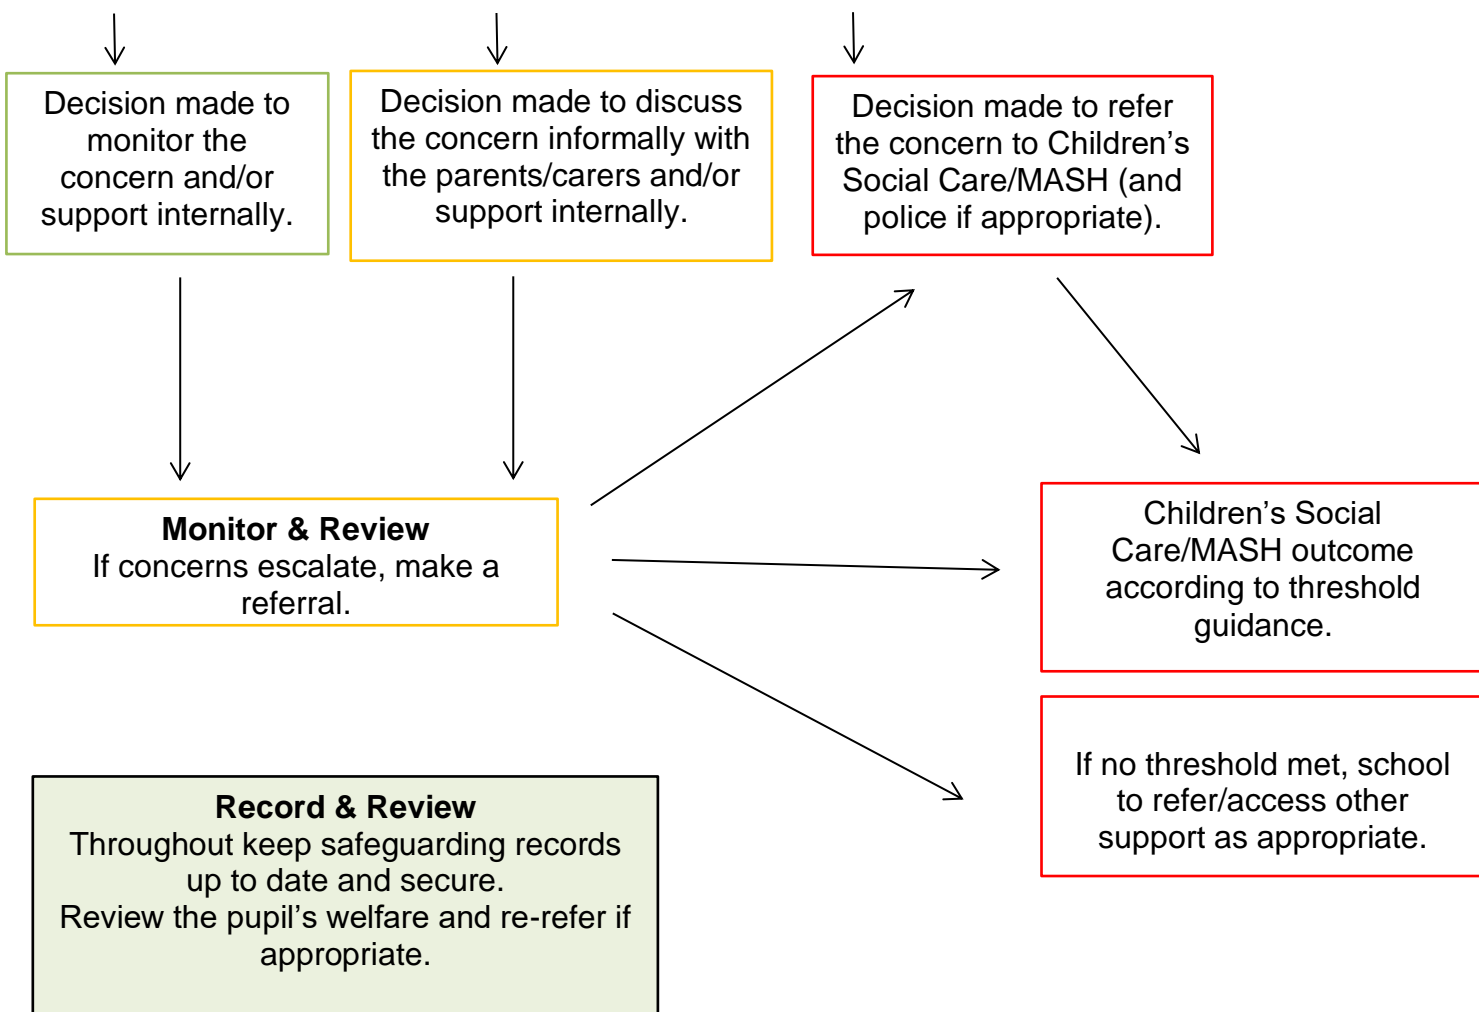 Decision made to
monitor the
concern and/or
support internally.
Decision made to discuss
the concern informally with
the parents/carers and/or
support internally.
Decision made to refer
the concern to Children’s
Social Care/MASH (and
police if appropriate).
Monitor & Review
If concerns escalate, make a
referral.
Children’s Social
Care/MASH outcome
according to threshold
guidance.
If no threshold met, school
to refer/access other
support as appropriate.
Record & Review
Throughout keep safeguarding records
up to date and secure.
Review the pupil’s welfare and re-refer if
appropriate.